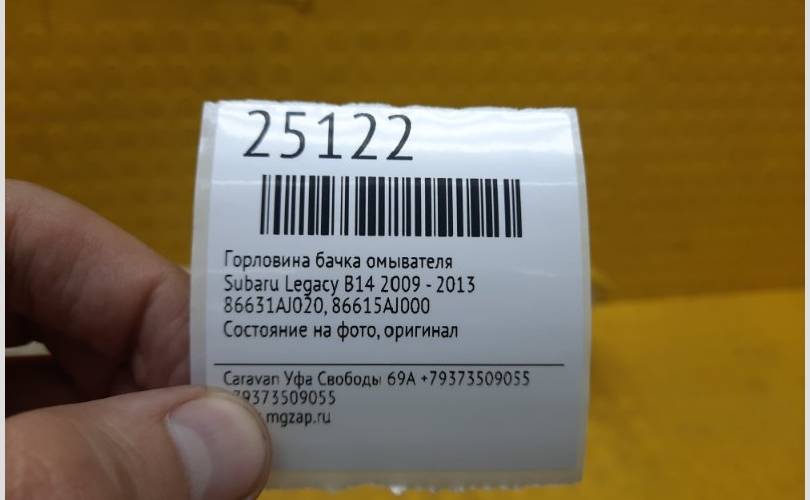 25122
Горловина бачка омывателя
Subaru Legacy B14 2009 - 2013
86631AJ020, 86615AJ000
Состояние на фото, оригинал
Caravan Уфа Свободы 69А +79373509055
79373509055
mgzap.ru